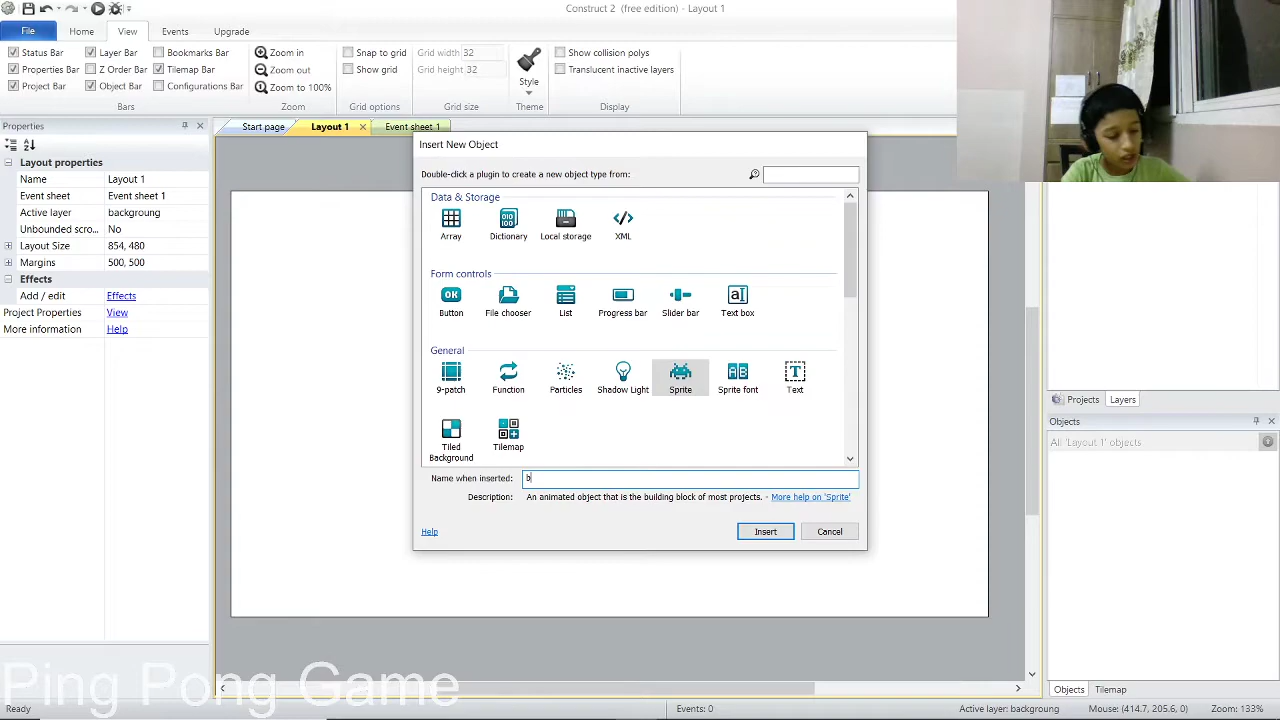 Construct 2 (free edition) - Layout 1
File Home View Events Upgrade
Status Bar Layer Bar Bookmarks Bar Zoom in Snap to grid Grid width 32 Show collision polys
Properties Bar Z Order Bar Tilemap Bar Zoom out Show grid Grid height 32 Translucent inactive layers
Project Bar Object Bar Configurations Bar Zoom to 100% Style
Bars Zoom Grid options Grid size Theme Display
Properties
Start page Layout 1 Event sheet 1
Layout properties
Name Layout 1
Event sheet Event sheet 1
Active layer backgroung
Unbounded scro... No
Layout Size 854, 480
Margins 500, 500
Effects
Add / edit Effects
Project Properties View
More information Help
Insert New Object
Double-click a plugin to create a new object type from:
Data & Storage
Array Dictionary Local storage XML
Form controls
Button File chooser List Progress bar Slider bar Text box
General
9-patch Function Particles Shadow Light Sprite Sprite font Text
Tiled Background Tilemap
Name when inserted: b
Description: An animated object that is the building block of most projects. - More help on 'Sprite'
Help Insert Cancel
Projects Layers
Objects
All 'Layout 1' objects
Objects Tilemap
Ping Pong Game
Ready Events: 0 Active layer: backgroung Mouse: (414.7, 205.6, 0) Zoom: 133%